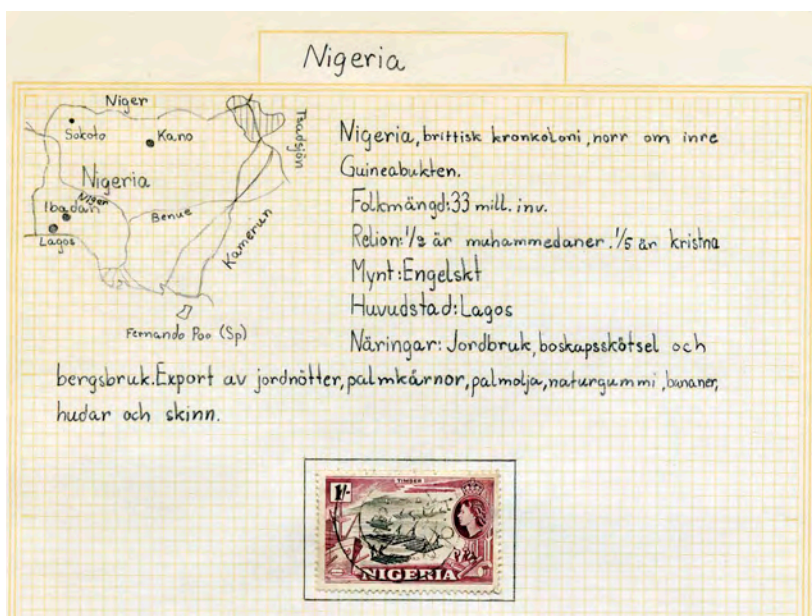 Nigeria
Niger
Sokoto
Kano
Tsadsjön
Nigeria
Niger
Ibadan
Benue
Lagos
Kamerun
Fernando Poo (Sp)
Nigeria, brittisk kronkoloni, norr om inre
Guineabukten.
Folkmängd: 33 mill. inv.
Relion: 1/2 är muhammedaner. 1/5 är kristna
Mynt: Engelskt
Huvudstad: Lagos
Näringar: Jordbruk, boskapsskötsel och
bergsbruk. Export av jordnötter, palmkärnor, palmolja, naturgummi, bananer,
hudar och skinn.
TIMBER
1/-
NIGERIA